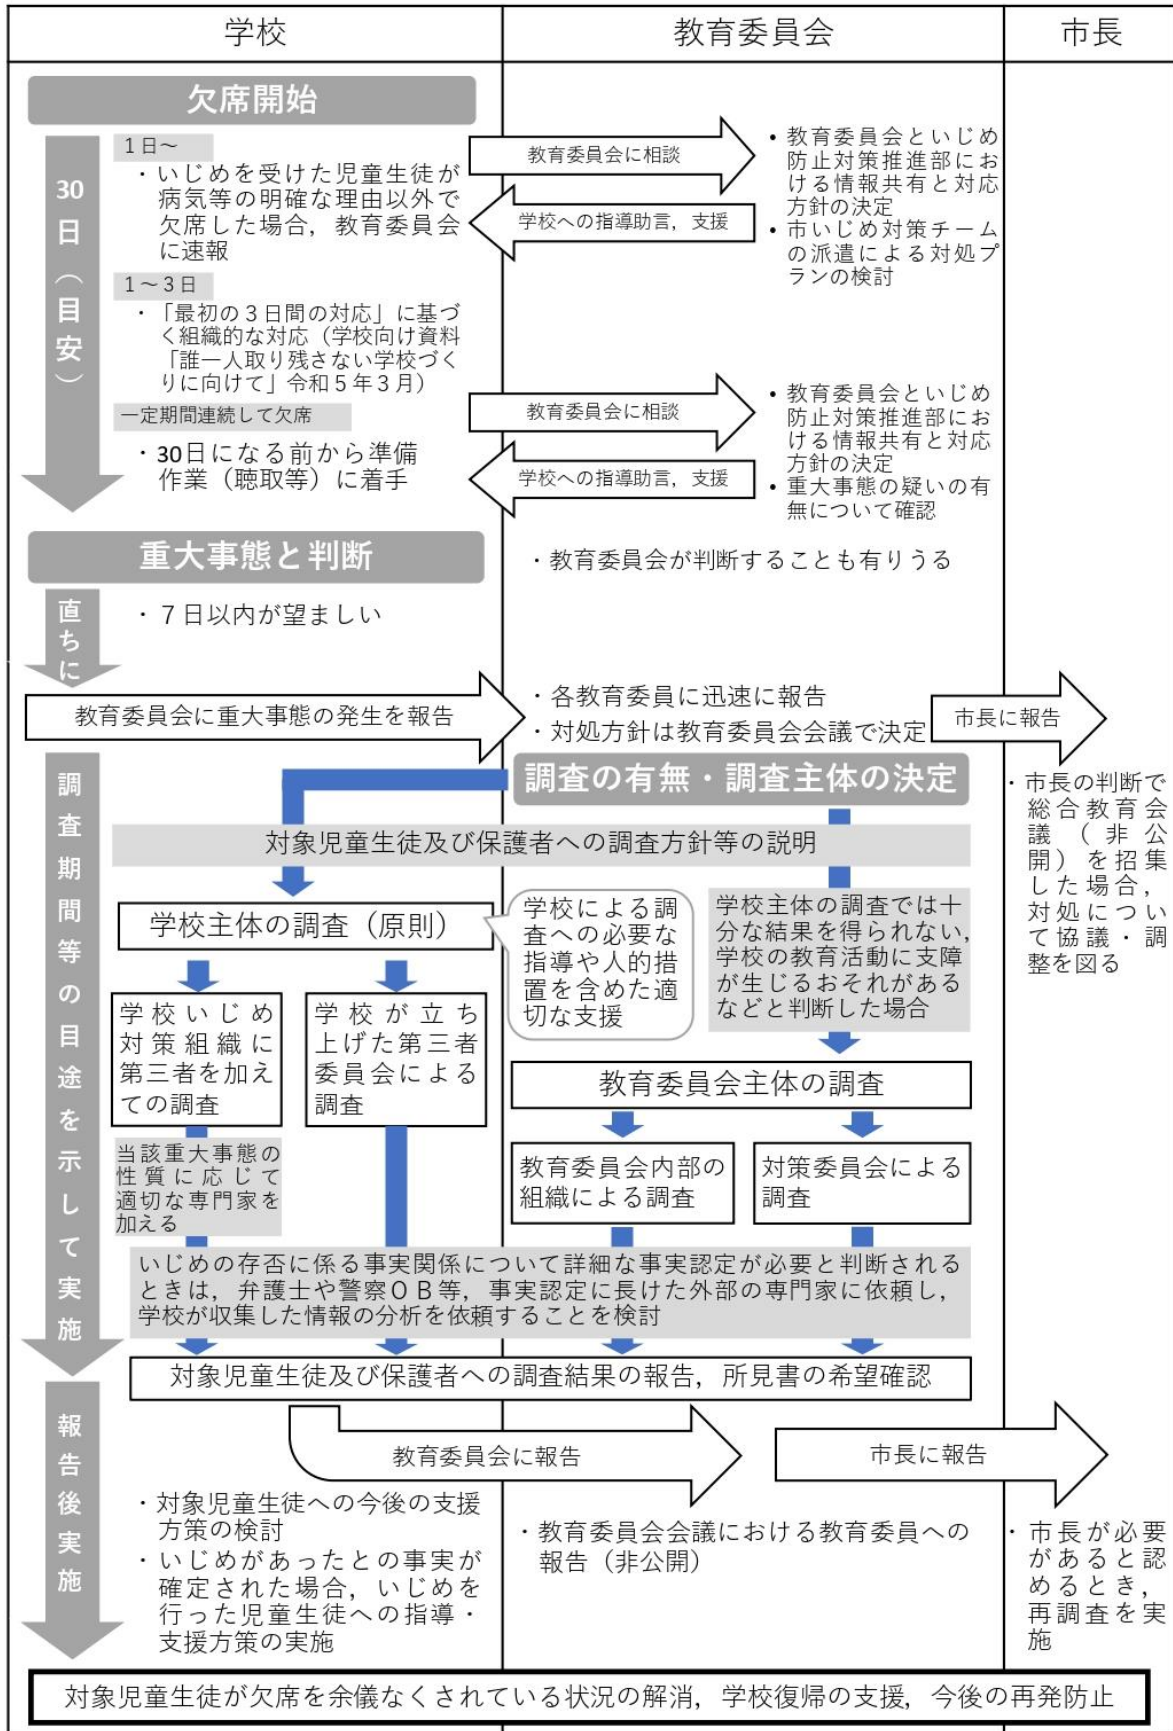 学校
教育委員会
市長
欠席開始
30日（目安）
１日～
・いじめを受けた児童生徒が
病気等の明確な理由以外で
欠席した場合，教育委員会
に速報
教育委員会に相談
学校への指導助言，支援
• 教育委員会といじめ
防止対策推進部にお
ける情報共有と対応
方針の決定
• 市いじめ対策チーム
の派遣による対処プ
ランの検討
１～３日
・「最初の３日間の対応」に基づ
く組織的な対応（学校向け資料
「誰一人取り残さない学校づく
りに向けて」令和５年３月）
一定期間連続して欠席
・30日になる前から準備
作業（聴取等）に着手
教育委員会に相談
学校への指導助言，支援
• 教育委員会といじめ
防止対策推進部にお
ける情報共有と対応
方針の決定
• 重大事態の疑いの有
無について確認
重大事態と判断
・教育委員会が判断することも有りうる
直ちに
・７日以内が望ましい
教育委員会に重大事態の発生を報告
・各教育委員に迅速に報告
・対処方針は教育委員会会議で決定
市長に報告
調査期間等の目途を示して実施
調査の有無・調査主体の決定
・市長の判断で
総合教育会
議（非公
開）を招集
した場合，
対処につい
て協議・調
整を図る
対象児童生徒及び保護者への調査方針等の説明
学校主体の調査（原則）
学校による調
査への必要な
指導や人的措
置を含めた適
切な支援
学校主体の調査では十
分な結果を得られない，
学校の教育活動に支障
が生じるおそれがある
などと判断した場合
学校いじめ
対策組織に
第三者を加え
ての調査
学校が立ち
上げた第三者
委員会による
調査
教育委員会主体の調査
当該重大事態の
性質に応じて
適切な専門家を
加える
教育委員会内部の
組織による調査
対策委員会による
調査
いじめの存否に係る事実関係について詳細な事実認定が必要と判断される
ときは，弁護士や警察ＯＢ等，事実認定に長けた外部の専門家に依頼し，
学校が収集した情報の分析を依頼することを検討
対象児童生徒及び保護者への調査結果の報告，所見書の希望確認
報告後実施
教育委員会に報告
市長に報告
・対象児童生徒への今後の支援
方策の検討
・いじめがあったとの事実が
確定された場合，いじめを
行った児童生徒への指導・
支援方策の実施
・教育委員会会議における教育委員への
報告（非公開）
・市長が必要
があると認
めるとき，
再調査を実
施
対象児童生徒が欠席を余儀なくされている状況の解消，学校復帰の支援，今後の再発防止